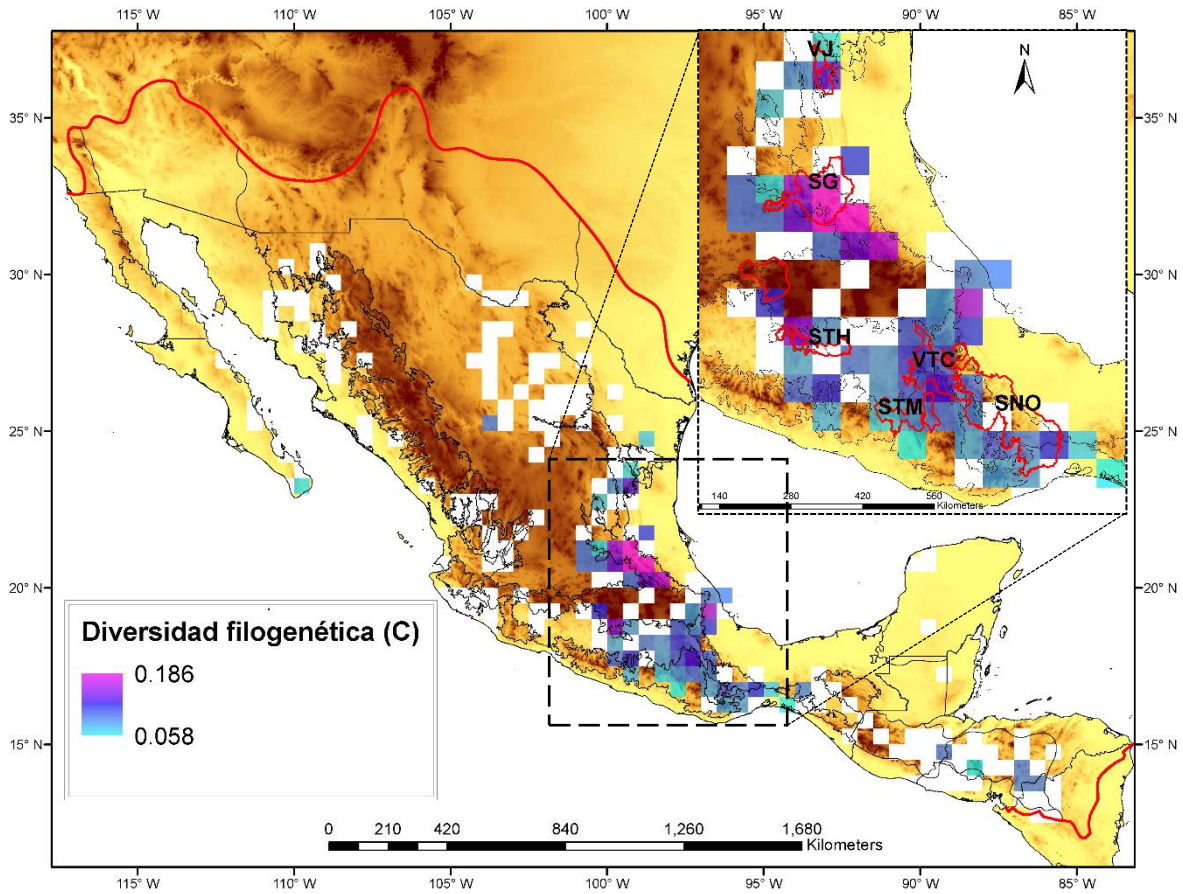 115° W 110° W 105° W 100° W 95° W 90° W 85° W
N
VJ
SG
STH
VTC
STM
SNO
140 280 420 560
Kilometers
35° N 35° N
30° N 30° N
25° N 25° N
20° N 20° N
15° N 15° N
Diversidad filogenética (C)
0.186
0.058
0 210 420 840 1,260 1,680
Kilometers
115° W 110° W 105° W 100° W 95° W 90° W 85° W